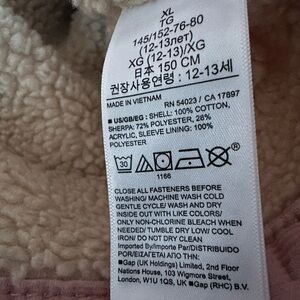 XL
TG
145/152-76-80
(12-13лет)
XG (12-13)/XG
日本 150 CM
권장사용연령 : 12-13세
MADE IN VIETNAM
RN 54023 / CA 17897
■ US/GB/EG : SHELL: 100% COTTON,
SHERPA: 72% POLYESTER, 28%
ACRYLIC, SLEEVE LINING: 100%
POLYESTER
30
1166
CLOSE ALL FASTENERS BEFORE
WASHING/ MACHINE WASH COLD
GENTLE CYCLE/ WASH AND DRY
INSIDE OUT WITH LIKE COLORS/
ONLY NON-CHLORINE BLEACH WHEN
NEEDED/ TUMBLE DRY LOW/ COOL
IRON/ DO NOT DRY CLEAN
Imported By/Importe Par/DISTRIBUIDO
POR/ΕΙΣΑΓΕΤΑΙ ΑΠΟ ΤΗΝ:
■Gap (UK Holdings) Limited, 2nd Floor
Nations House, 103 Wigmore Street,
London, W1U 1QS, UK) ■Gap (RHC) B.V.